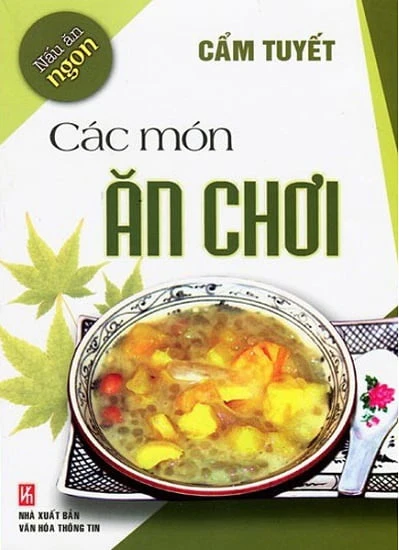 Nấu ăn
ngon
CẨM TUYẾT
Các món
ĂN CHƠI
NHÀ XUẤT BẢN
VĂN HÓA THÔNG TIN